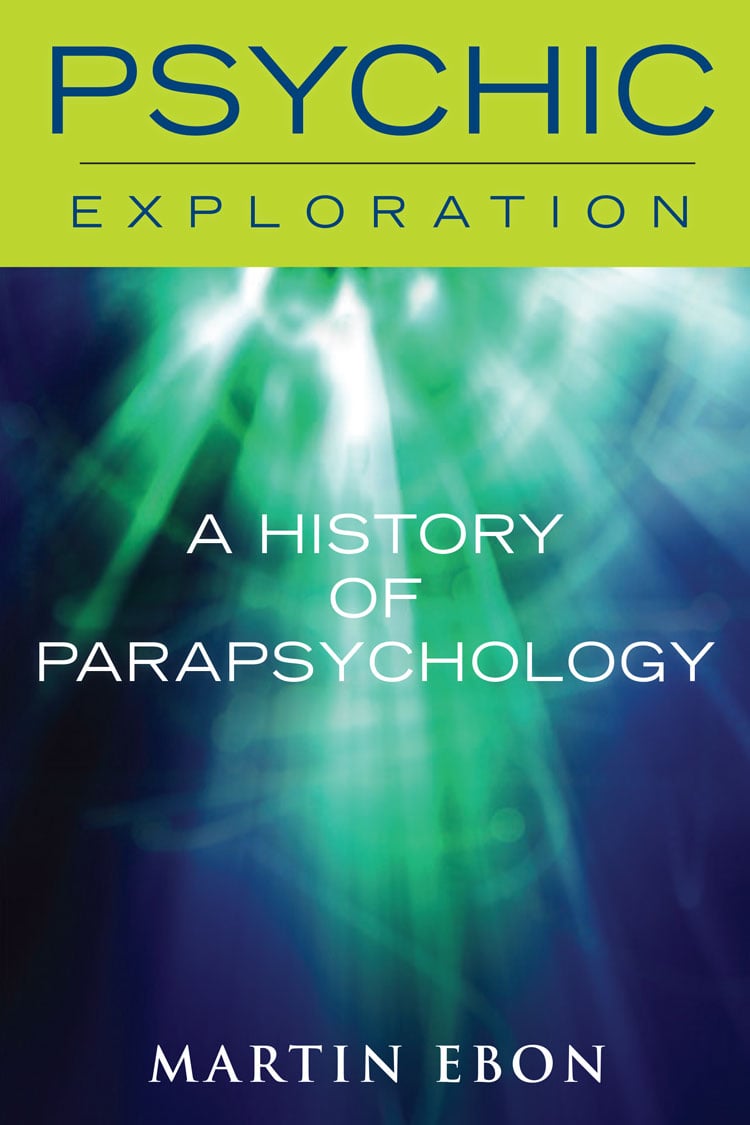 PSYCHIC
EXPLORATION
A HISTORY
OF
PARAPSYCHOLOGY
MARTIN EBON